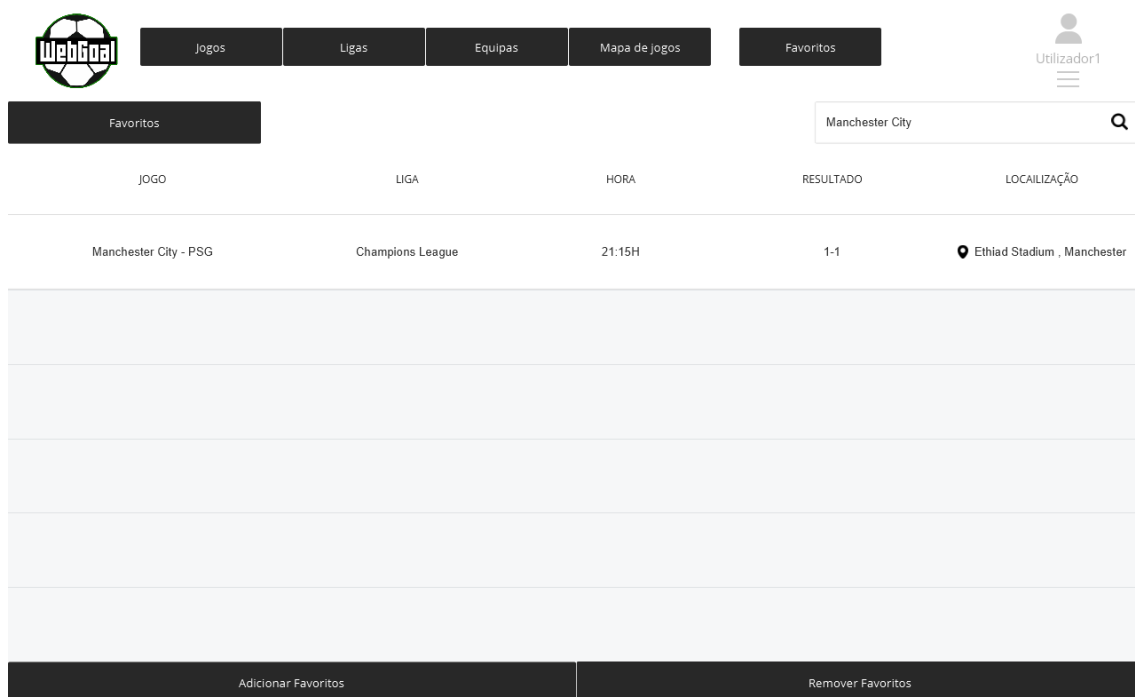 WebGoal
Jogos Ligas Equipas Mapa de jogos Favoritos
Utilizador1
Favoritos
Manchester City
JOGO LIGA HORA RESULTADO LOCAILIZAÇÃO
Manchester City - PSG Champions League 21:15H 1-1 Ethiad Stadium , Manchester
Adicionar Favoritos Remover Favoritos